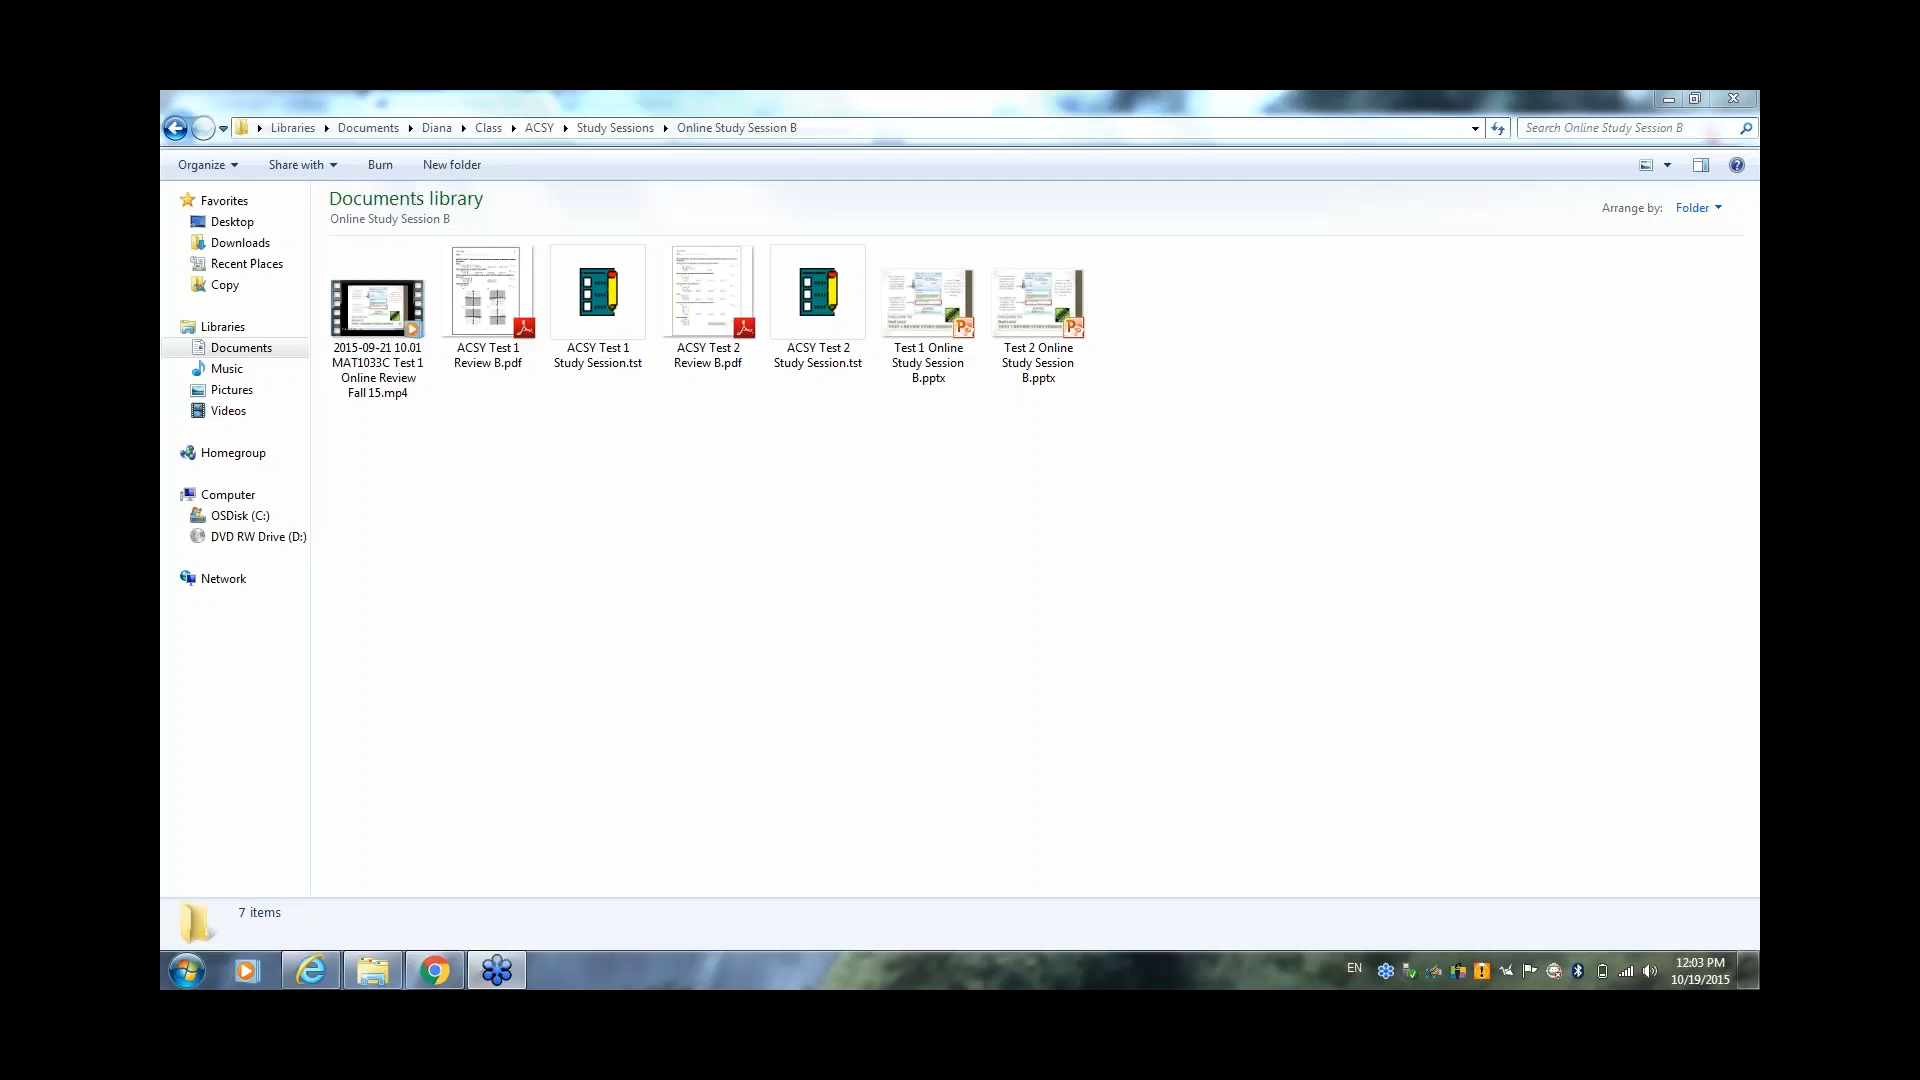 Libraries Documents Diana Class ACSY Study Sessions Online Study Session B
Search Online Study Session B
Organize Share with Burn New folder
Documents library
Online Study Session B
Arrange by: Folder
Favorites
Desktop
Downloads
Recent Places
Copy
Libraries
Documents
Music
Pictures
Videos
Homegroup
Computer
OSDisk (C:)
DVD RW Drive (D:)
Network
2015-09-21 10.01
MAT1033C Test 1
Online Review
Fall 15.mp4
ACSY Test 1
Review B.pdf
ACSY Test 1
Study Session.tst
ACSY Test 2
Review B.pdf
ACSY Test 2
Study Session.tst
Test 1 Online
Study Session
B.pptx
Test 2 Online
Study Session
B.pptx
7 items
EN
12:03 PM
10/19/2015